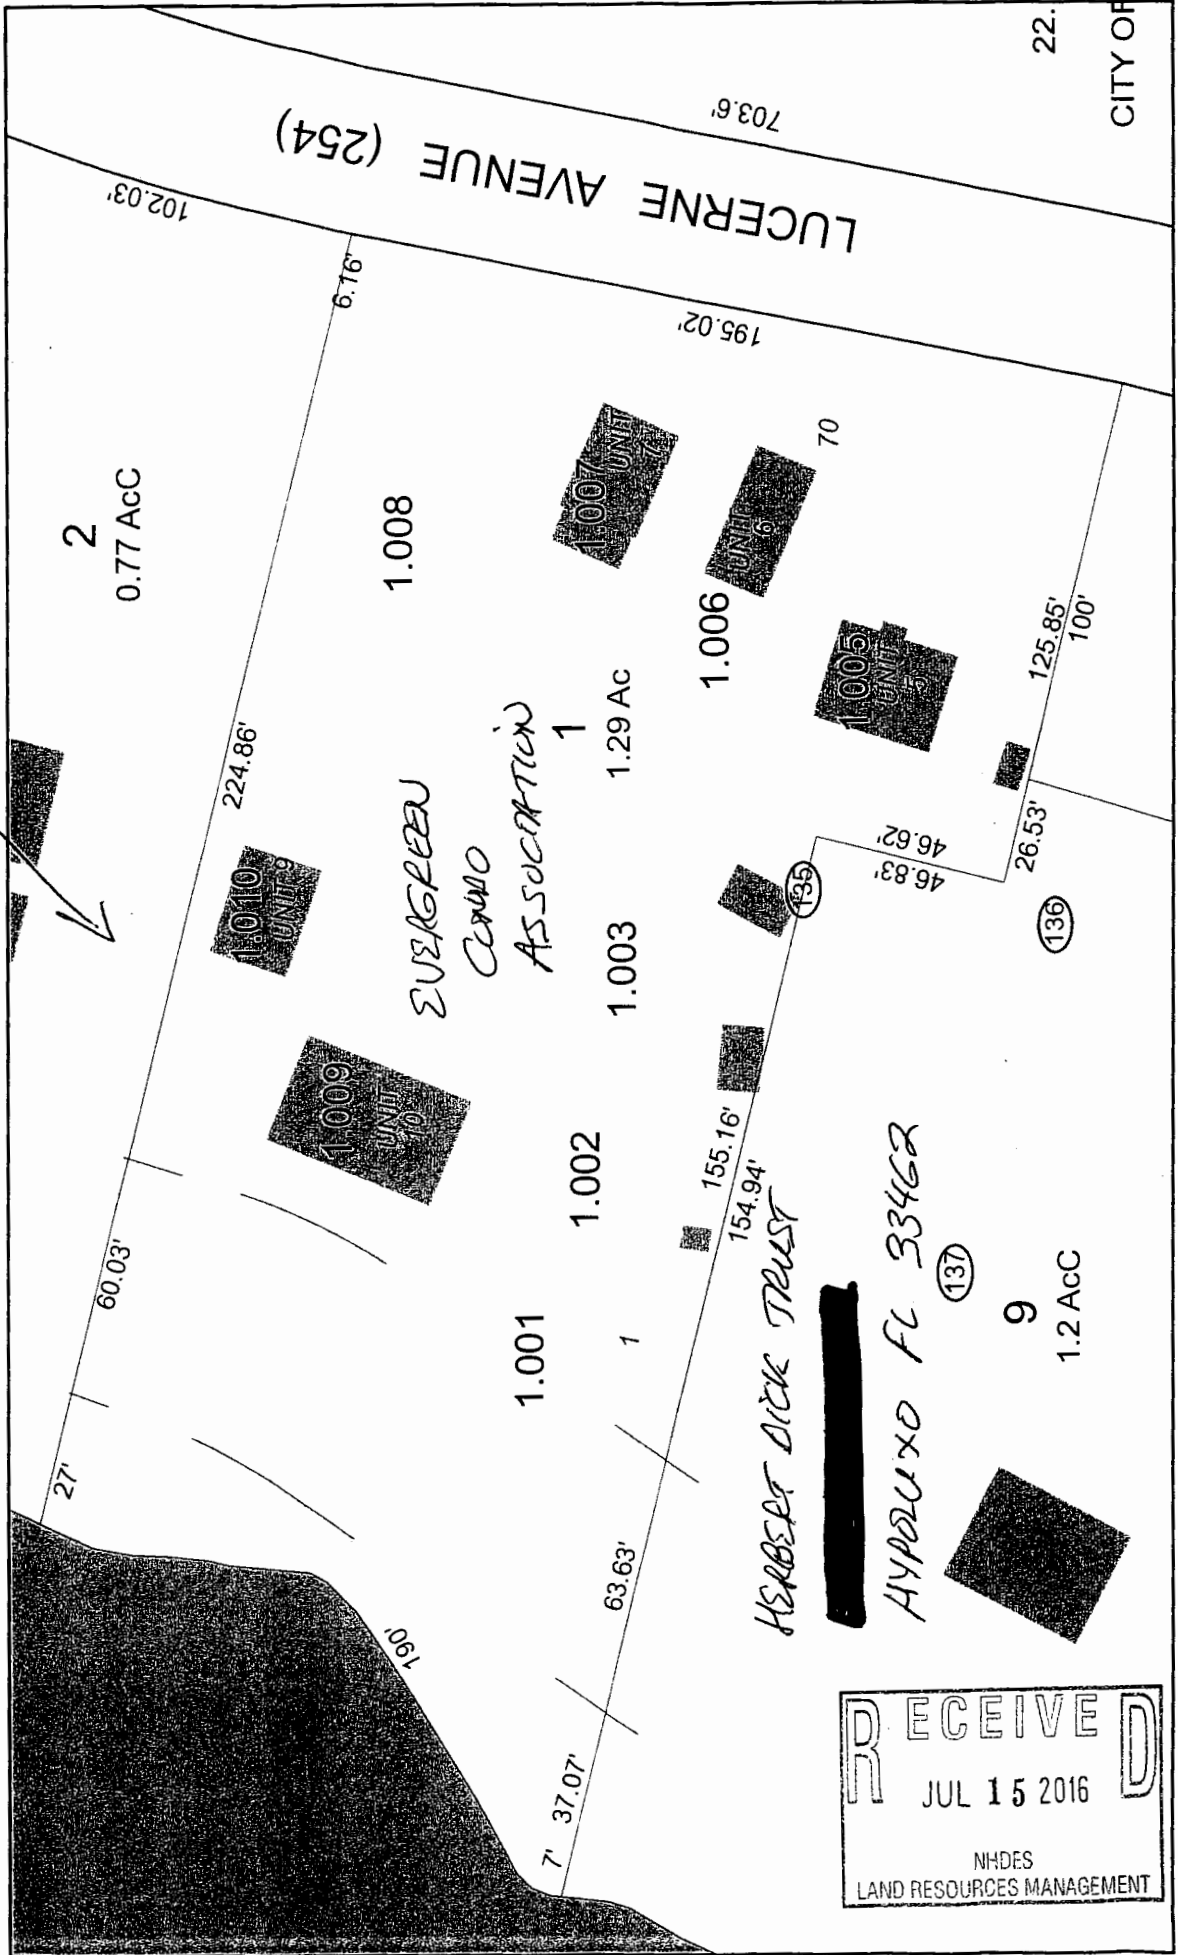 22.
CITY OF
703.6'
LUCERNE AVENUE (254)
102.03'
6.16'
195.02'
2
0.77 AcC
1.008
1.007
UNIT
7
UNIT
6
70
1.006
1.005
UNIT
5
125.85'
100'
224.86'
EVERGREEN
CONDO
ASSOCIATION
1
1.29 Ac
1.010
UNIT 9
1.003
46.62'
46.83'
26.53'
135
136
1.009
UNIT
10
1.002
155.16'
154.94'
60.03'
1.001
1
HERBERT DICK TRUST
HYPOLUXO FL 33462
137
9
1.2 AcC
27'
63.63'
190'
37.07'
7'
RECEIVED
JUL 15 2016
NHDES
LAND RESOURCES MANAGEMENT